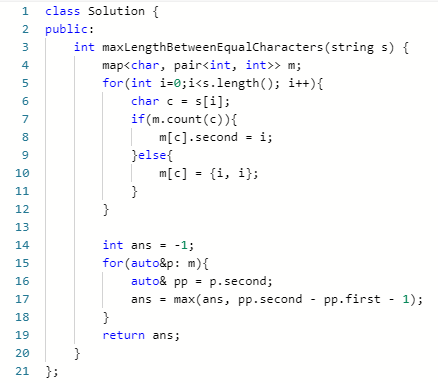 1 class Solution {
2 public:
3     int maxLengthBetweenEqualCharacters(string s) {
4         map<char, pair<int, int>> m;
5         for(int i=0;i<s.length(); i++){
6             char c = s[i];
7             if(m.count(c)){
8                 m[c].second = i;
9             }else{
10                 m[c] = {i, i};
11             }
12         }
13
14         int ans = -1;
15         for(auto&p: m){
16             auto& pp = p.second;
17             ans = max(ans, pp.second - pp.first - 1);
18         }
19         return ans;
20     }
21 };